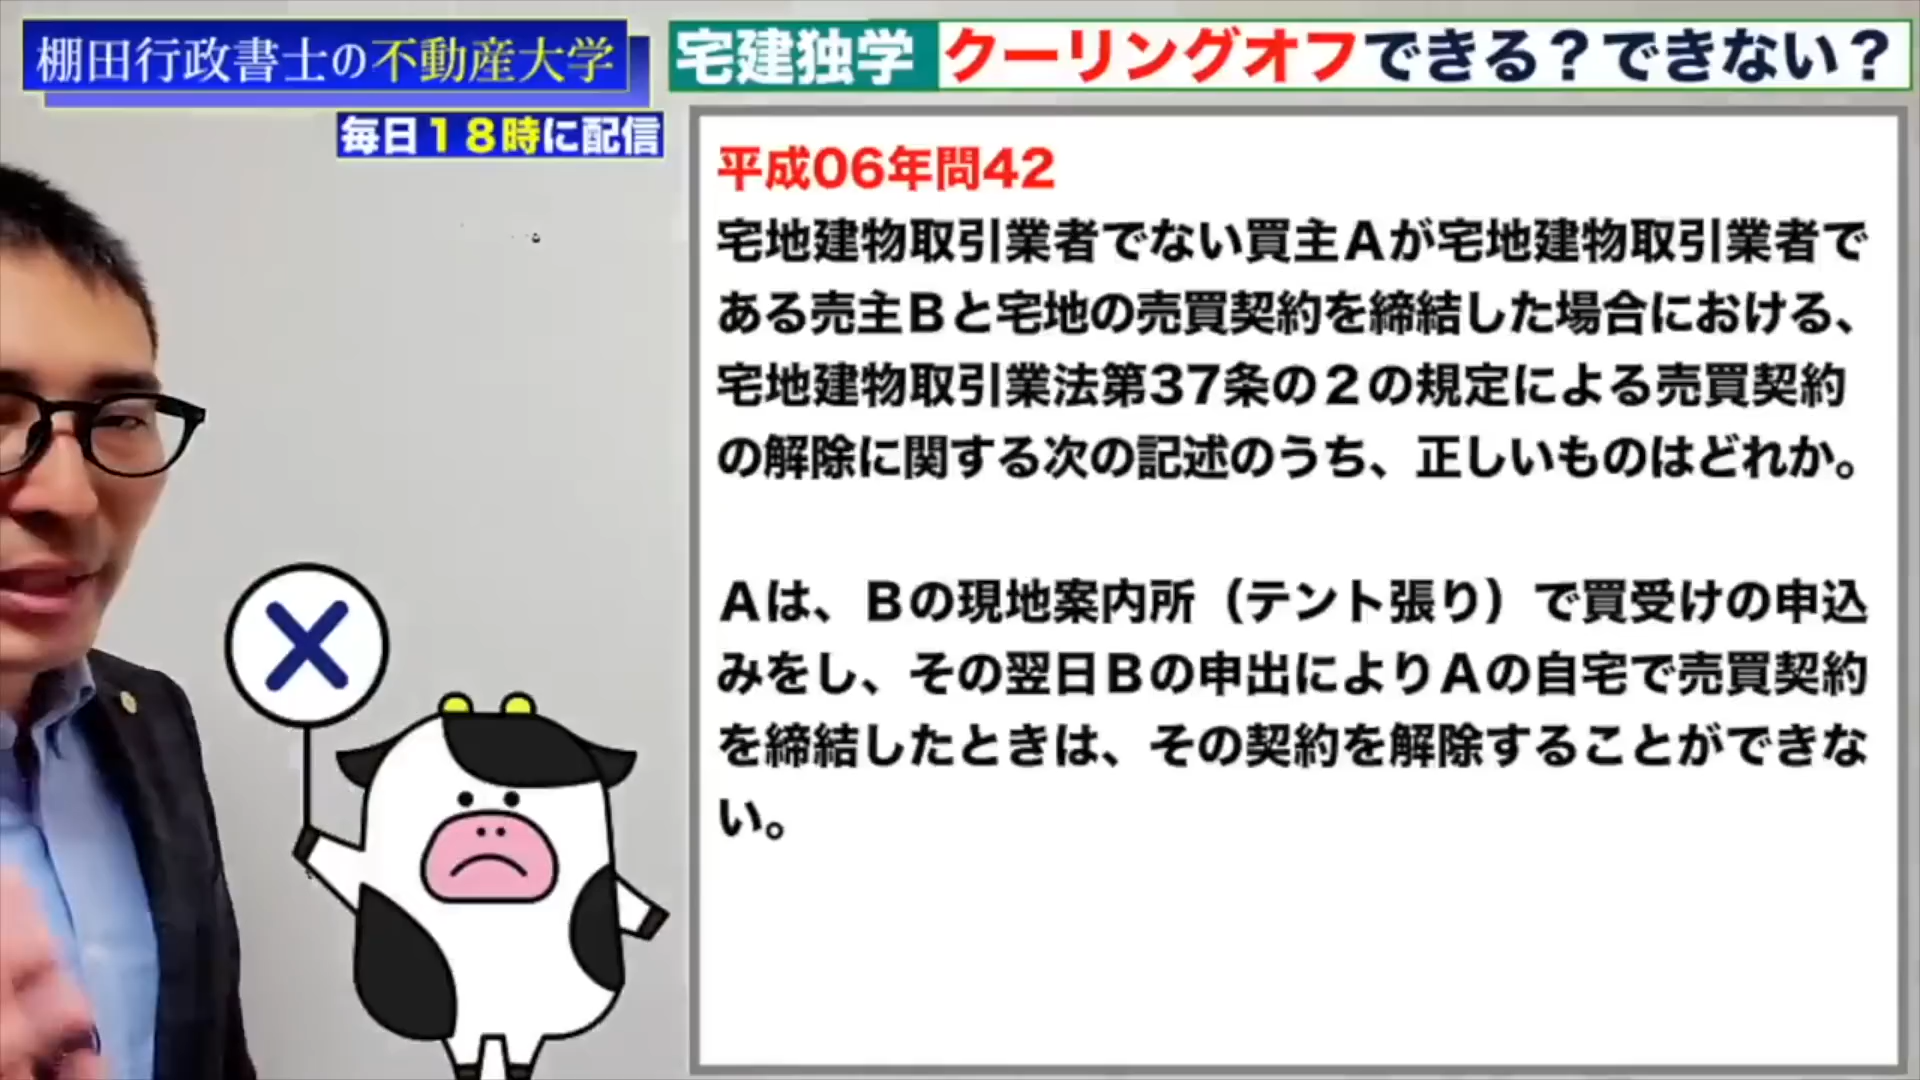 棚田行政書士の不動産大学
毎日18時に配信
宅建独学 クーリングオフできる？できない？
平成06年問42
宅地建物取引業者でない買主Aが宅地建物取引業者で
ある売主Bと宅地の売買契約を締結した場合における、
宅地建物取引業法第37条の２の規定による売買契約
の解除に関する次の記述のうち、正しいものはどれか。
Aは、Bの現地案内所（テント張り）で買受けの申込
みをし、その翌日Bの申出によりAの自宅で売買契約
を締結したときは、その契約を解除することができな
い。